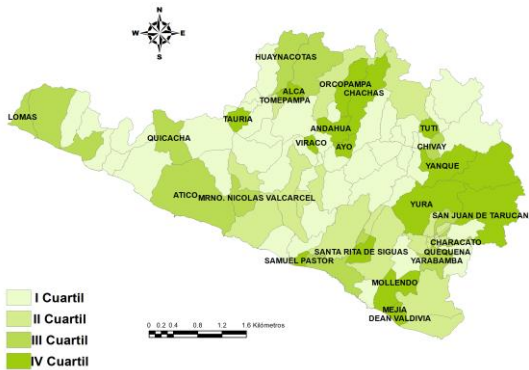 N
W E
S
HUAYNACOTAS
ORCOPAMPA
CHACHAS
ALCA
TOMEPAMPA
LOMAS
TAURIA
ANDAHUA
TUTI
QUICACHA
VIRACO
AYO
CHIVAY
YANQUE
ATICO
MRNO. NICOLAS VALCARCEL
YURA
SAN JUAN DE TARUCAN
CHARACATO
SANTA RITA DE SIGUAS
QUEQUENA
SAMUEL PASTOR
YARABAMBA
MOLLENDO
MEJIA
DEAN VALDIVIA
I Cuartil
II Cuartil
III Cuartil
IV Cuartil
0 0.2 0.4 0.8 1.2 1.6 Kilómetros